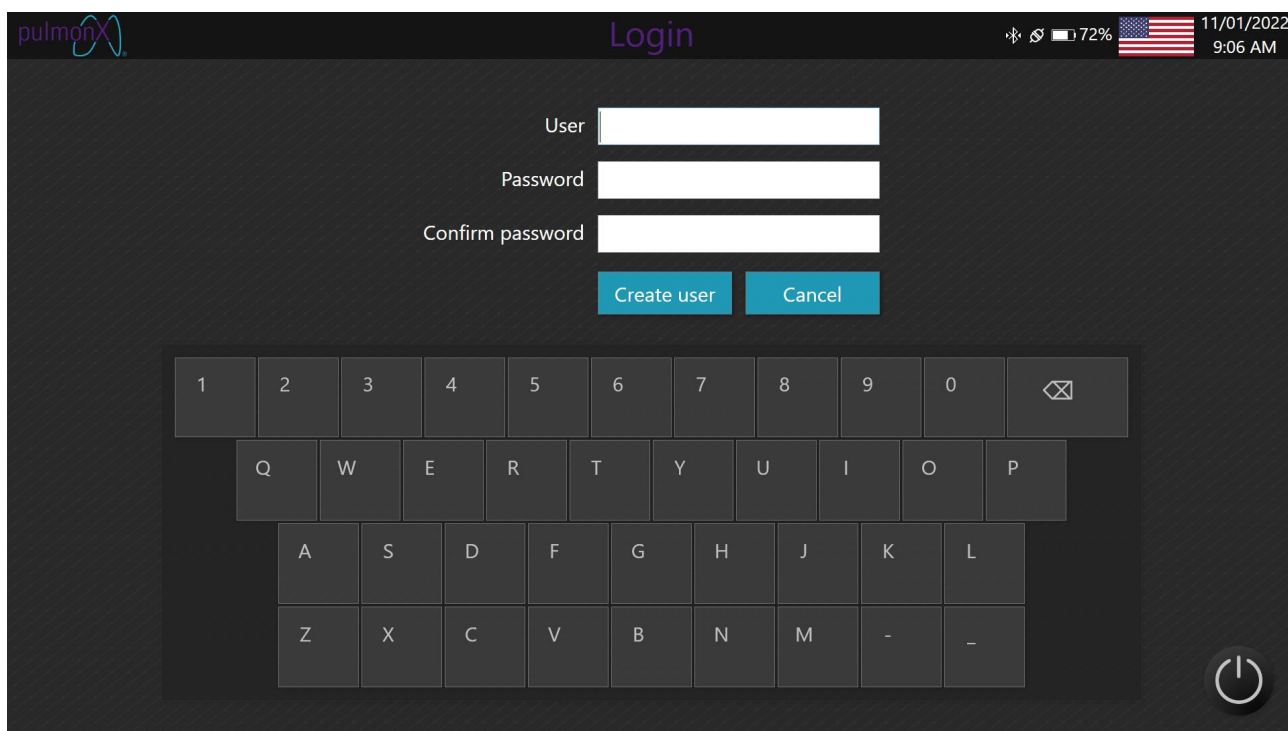 pulmonX
Login
72%
11/01/2022
9:06 AM
User
Password
Confirm password
Create user Cancel
1 2 3 4 5 6 7 8 9 0
Q W E R T Y U I O P
A S D F G H J K L
Z X C V B N M - _